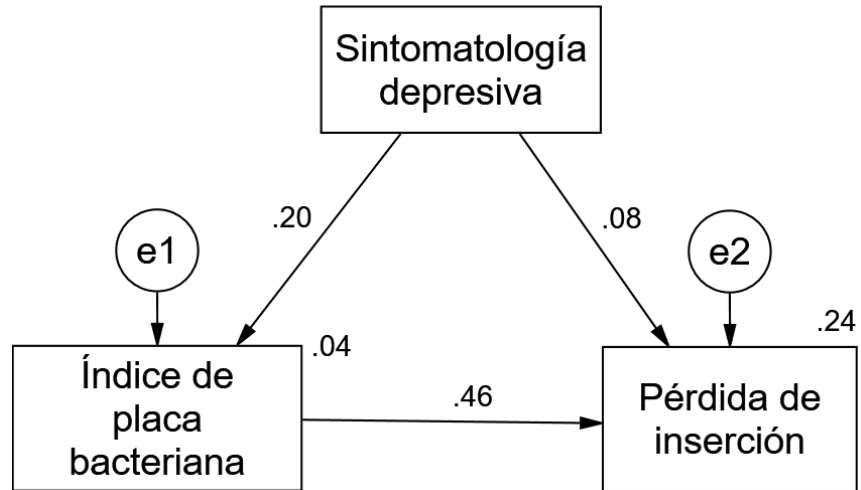 Sintomatología
depresiva
.20
.08
e1
e2
.04
.24
Índice de
placa
bacteriana
.46
Pérdida de
inserción